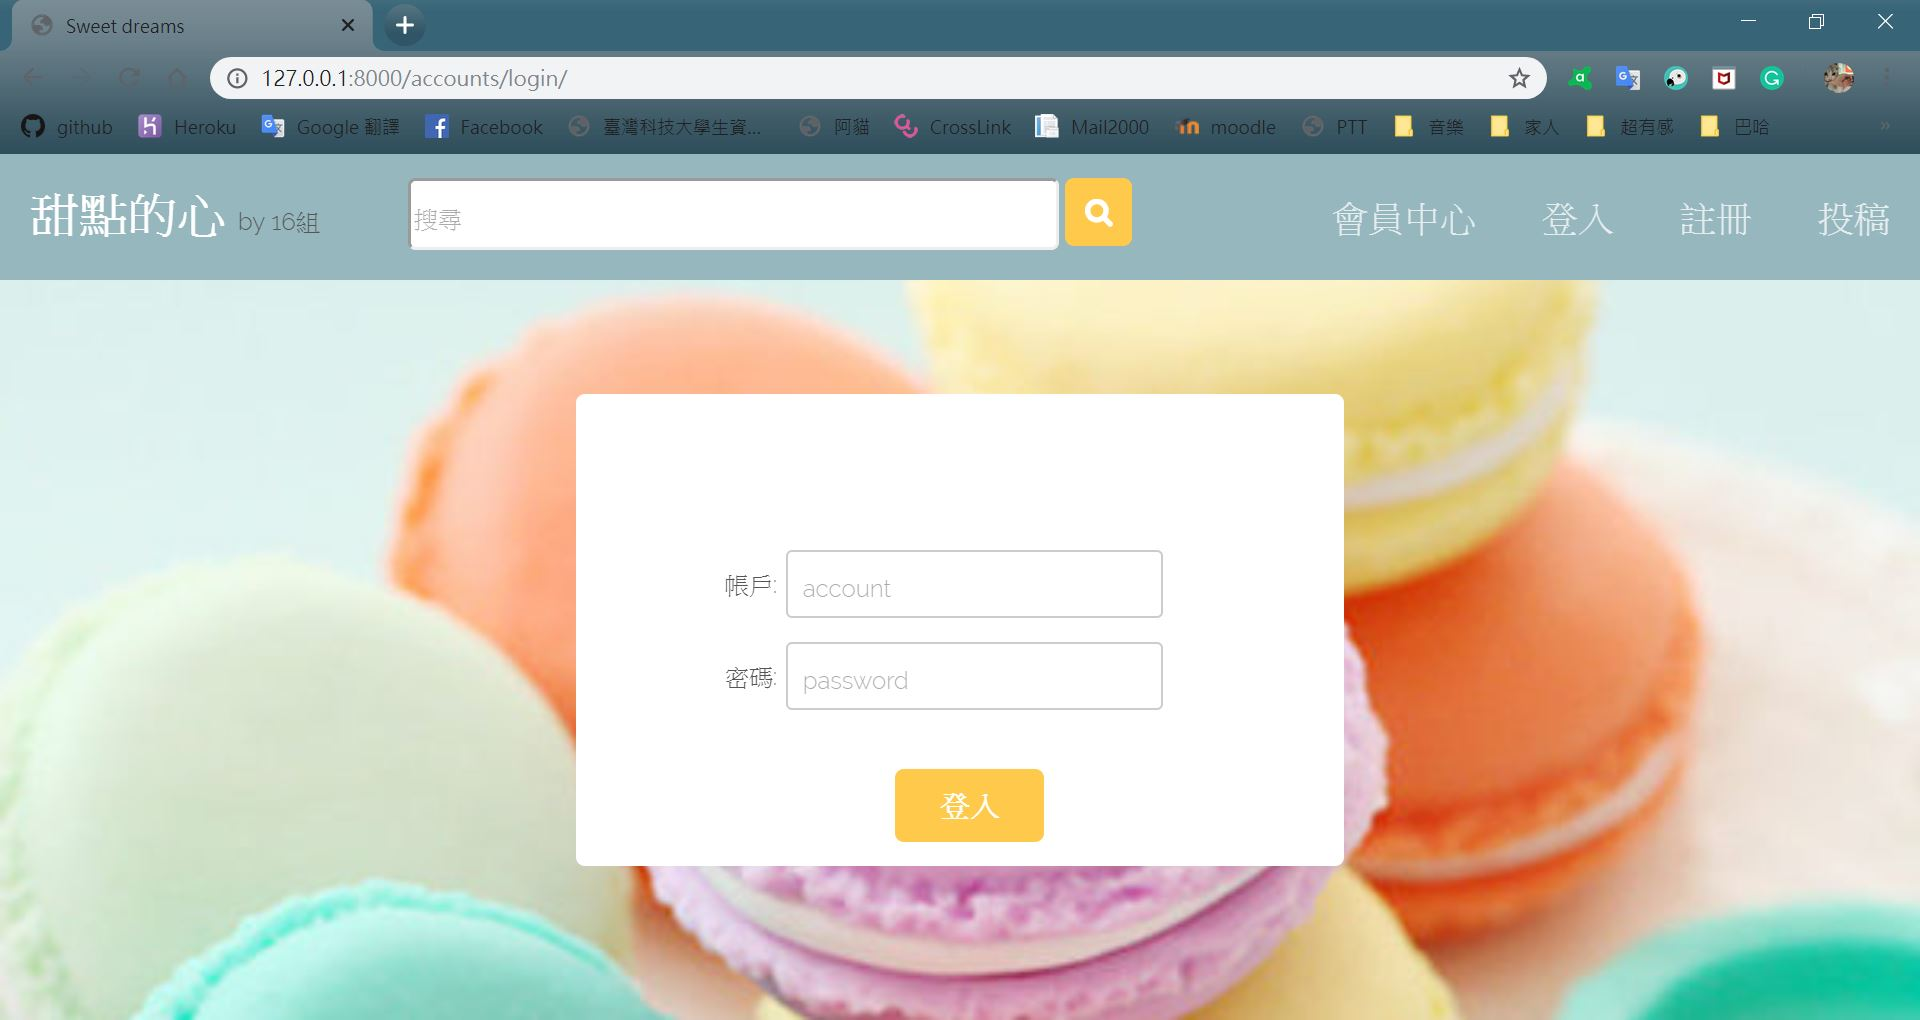 Sweet dreams
127.0.0.1:8000/accounts/login/
github Heroku Google 翻譯 Facebook 臺灣科技大學生資... 阿貓 CrossLink Mail2000 moodle PTT 音樂 家人 超有感 巴哈 »
甜點的心 by 16組 搜尋 會員中心 登入 註冊 投稿
帳戶: account
密碼: password
登入